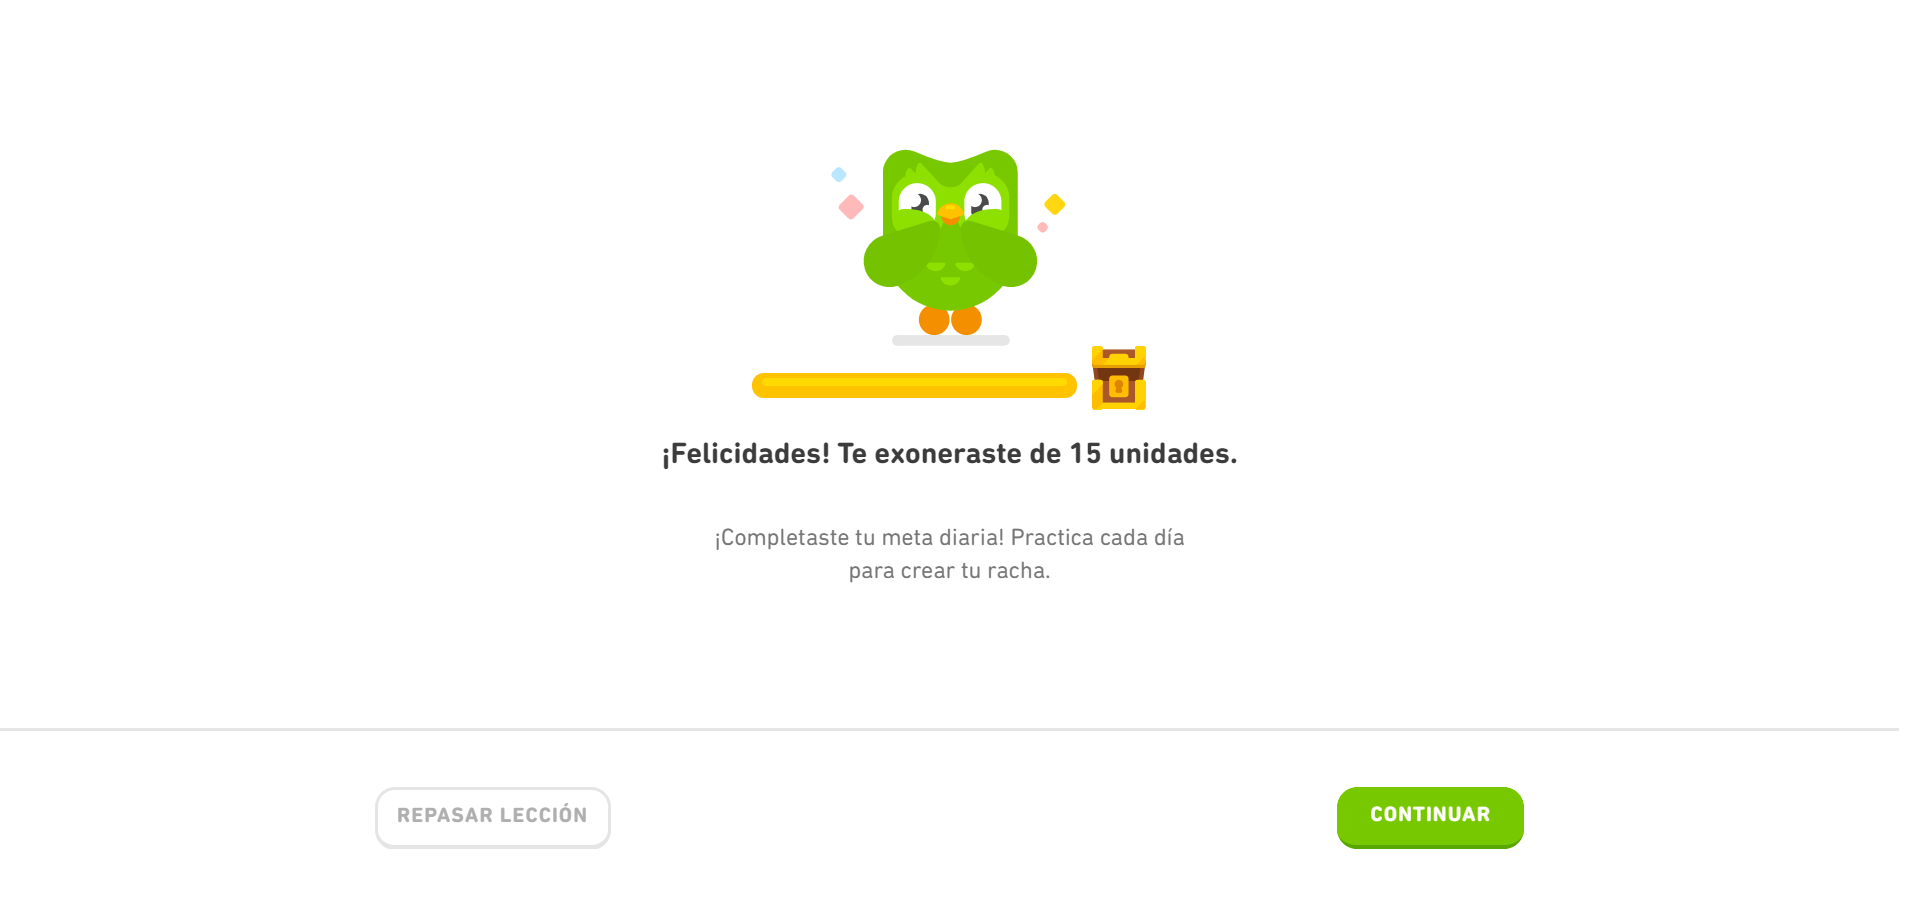 ¡Felicidades! Te exoneraste de 15 unidades.
¡Completaste tu meta diaria! Practica cada día
para crear tu racha.
REPASAR LECCIÓN
CONTINUAR